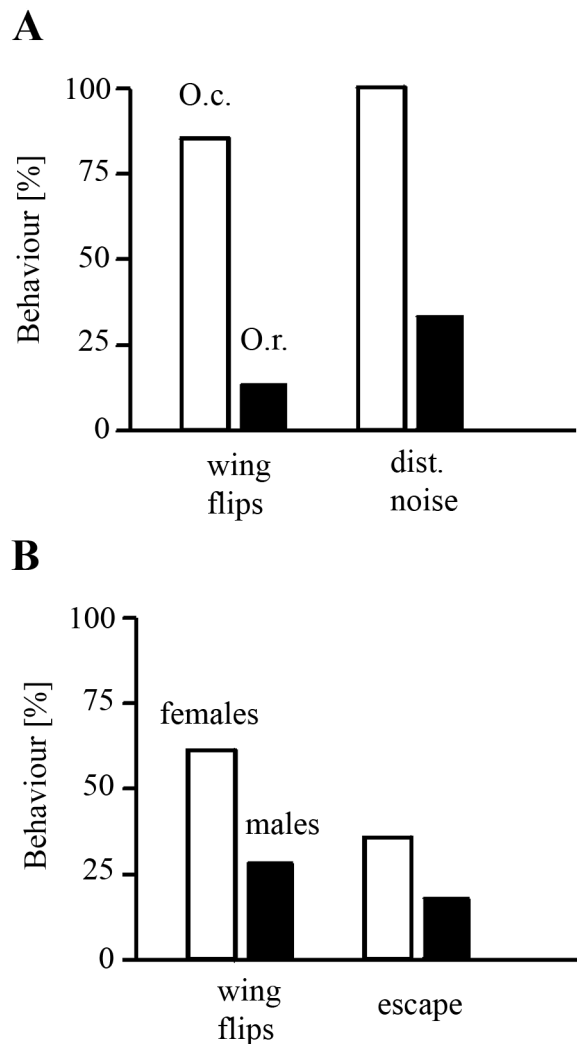 A
Behaviour [%]
100
75
50
25
0
O.c.
O.r.
wing
flips
dist.
noise
B
Behaviour [%]
100
75
50
25
0
females
males
wing
flips
escape